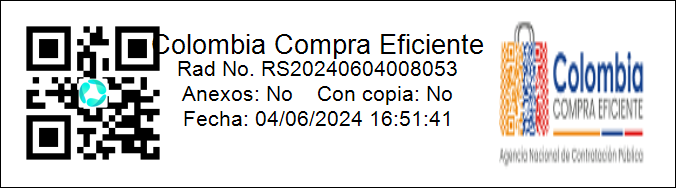 Colombia Compra Eficiente
Rad No. RS20240604008053
Anexos: No Con copia: No
Fecha: 04/06/2024 16:51:41
Colombia
COMPRA EFICIENTE
Agencia Nacional de Contratación Pública